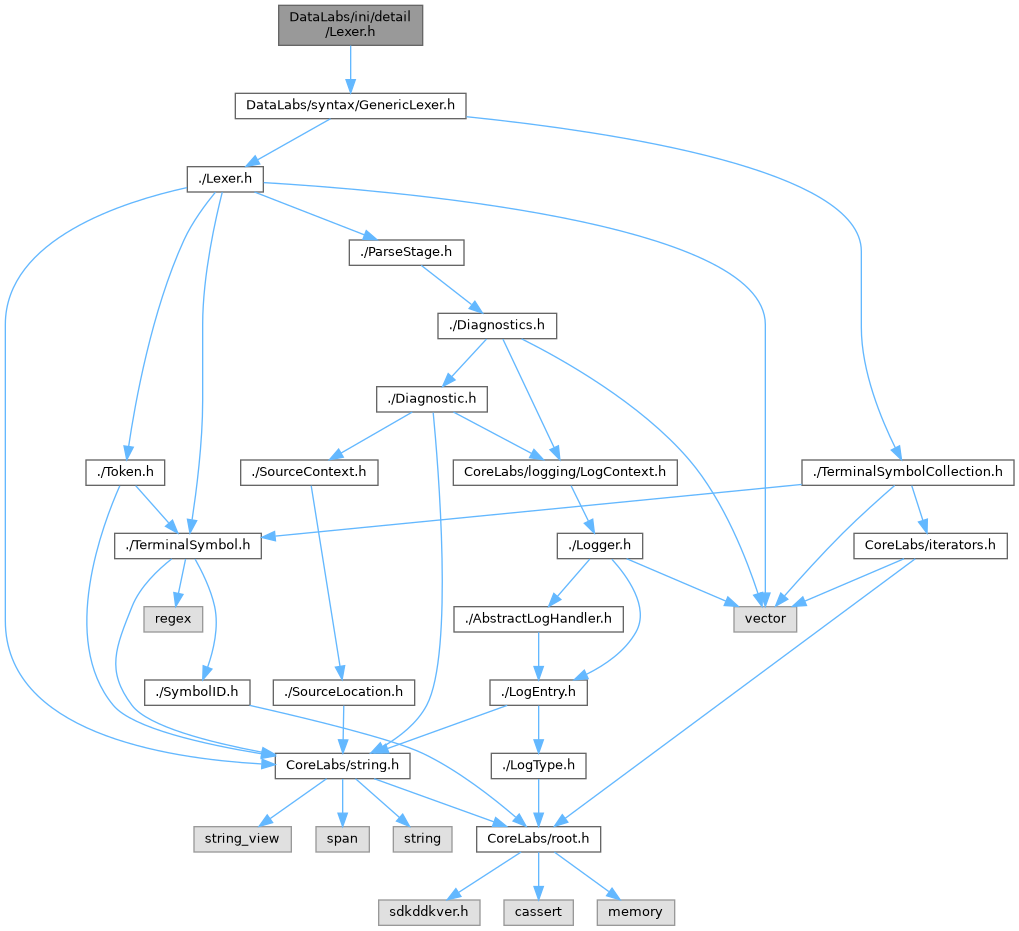 DataLabs/ini/detail
/Lexer.h
DataLabs/syntax/GenericLexer.h
./Lexer.h
./ParseStage.h
./Diagnostics.h
./Diagnostic.h
./Token.h
./SourceContext.h
CoreLabs/logging/LogContext.h
./TerminalSymbolCollection.h
./TerminalSymbol.h
./Logger.h
CoreLabs/iterators.h
regex
./AbstractLogHandler.h
vector
./SymbolID.h
./SourceLocation.h
./LogEntry.h
CoreLabs/string.h
./LogType.h
string_view
span
string
CoreLabs/root.h
sdkddkver.h
cassert
memory